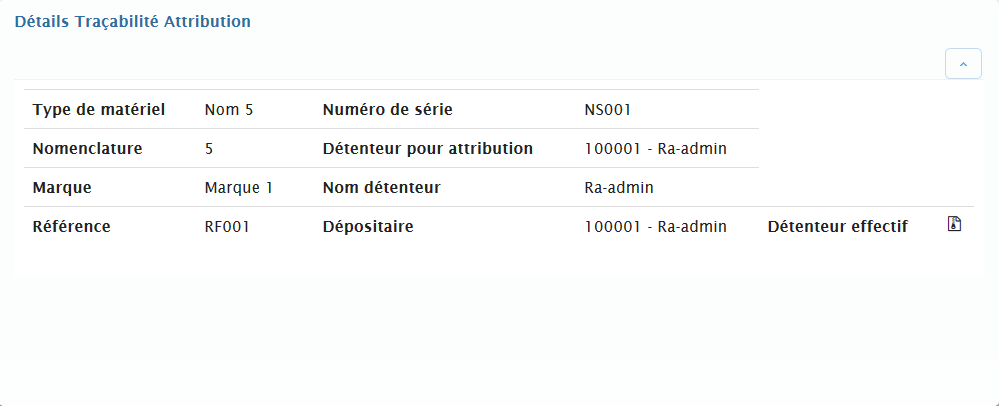 Détails Traçabilité Attribution
Type de matériel Nom 5 Numéro de série NS001
Nomenclature 5 Détenteur pour attribution 100001 - Ra-admin
Marque Marque 1 Nom détenteur Ra-admin
Référence RF001 Dépositaire 100001 - Ra-admin Détenteur effectif